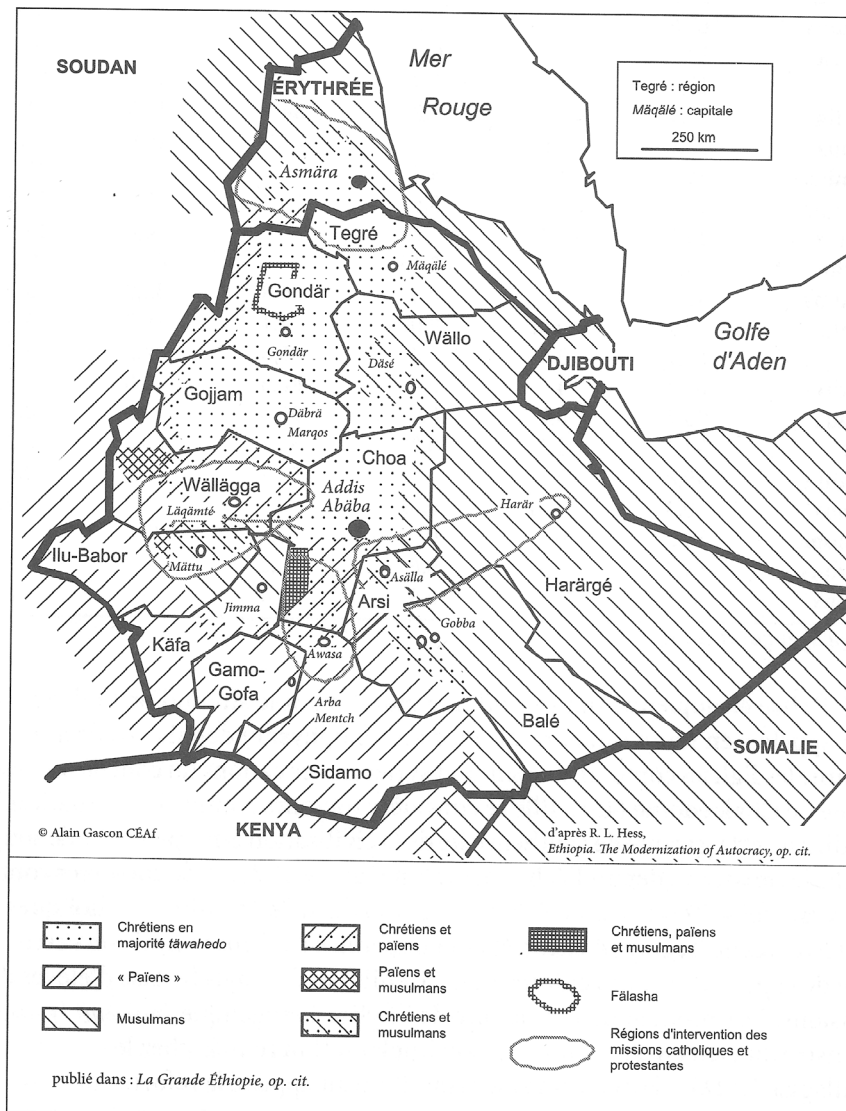 SOUDAN
ÉRYTHRÉE
Mer
Rouge
Tegré : région
Mäqälé : capitale
250 km
Asmära
Tegré
Mäqälé
Gondär
Gondär
Wällo
Däsé
Golfe
d'Aden
DJIBOUTI
Gojjam
Däbrä
Marqos
Choa
Wällägga
Addis
Abäba
Läqämté
Harär
Ilu-Babor
Mättu
Asälla
Arsi
Harärgé
Jimma
Gobba
Käfa
Awasa
Gamo-
Gofa
Arba
Mentch
Balé
SOMALIE
Sidamo
KENYA
© Alain Gascon CÉAf
d'après R. L. Hess,
Ethiopia. The Modernization of Autocracy, op. cit.
Chrétiens en
majorité täwahedo
« Païens »
Musulmans
Chrétiens et
païens
Païens et
musulmans
Chrétiens et
musulmans
Chrétiens, païens
et musulmans
Fälasha
Régions d'intervention des
missions catholiques et
protestantes
publié dans : La Grande Éthiopie, op. cit.